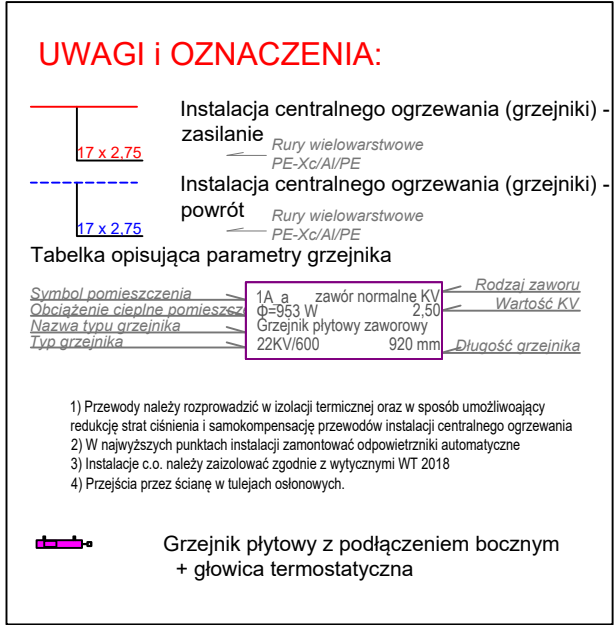 UWAGI i OZNACZENIA:
Instalacja centralnego ogrzewania (grzejniki) -
zasilanie
17 x 2,75
Rury wielowarstwowe
PE-Xc/Al/PE
Instalacja centralnego ogrzewania (grzejniki) -
powrót
17 x 2,75
Rury wielowarstwowe
PE-Xc/Al/PE
Tabelka opisująca parametry grzejnika
Symbol pomieszczenia
Obciążenie cieplne pomieszcze
Nazwa typu grzejnika
Typ grzejnika
1A_a zawór normalne KV
Φ=953 W 2,50
Grzejnik płytowy zaworowy
22KV/600 920 mm
Rodzaj zaworu
Wartość KV
Długość grzejnika
1) Przewody należy rozprowadzić w izolacji termicznej oraz w sposób umożliwoający
redukcję strat ciśnienia i samokompensację przewodów instalacji centralnego ogrzewania
2) W najwyższych punktach instalacji zamontować odpowietrzniki automatyczne
3) Instalacje c.o. należy zaizolować zgodnie z wytycznymi WT 2018
4) Przejścia przez ścianę w tulejach osłonowych.
Grzejnik płytowy z podłączeniem bocznym
+ głowica termostatyczna